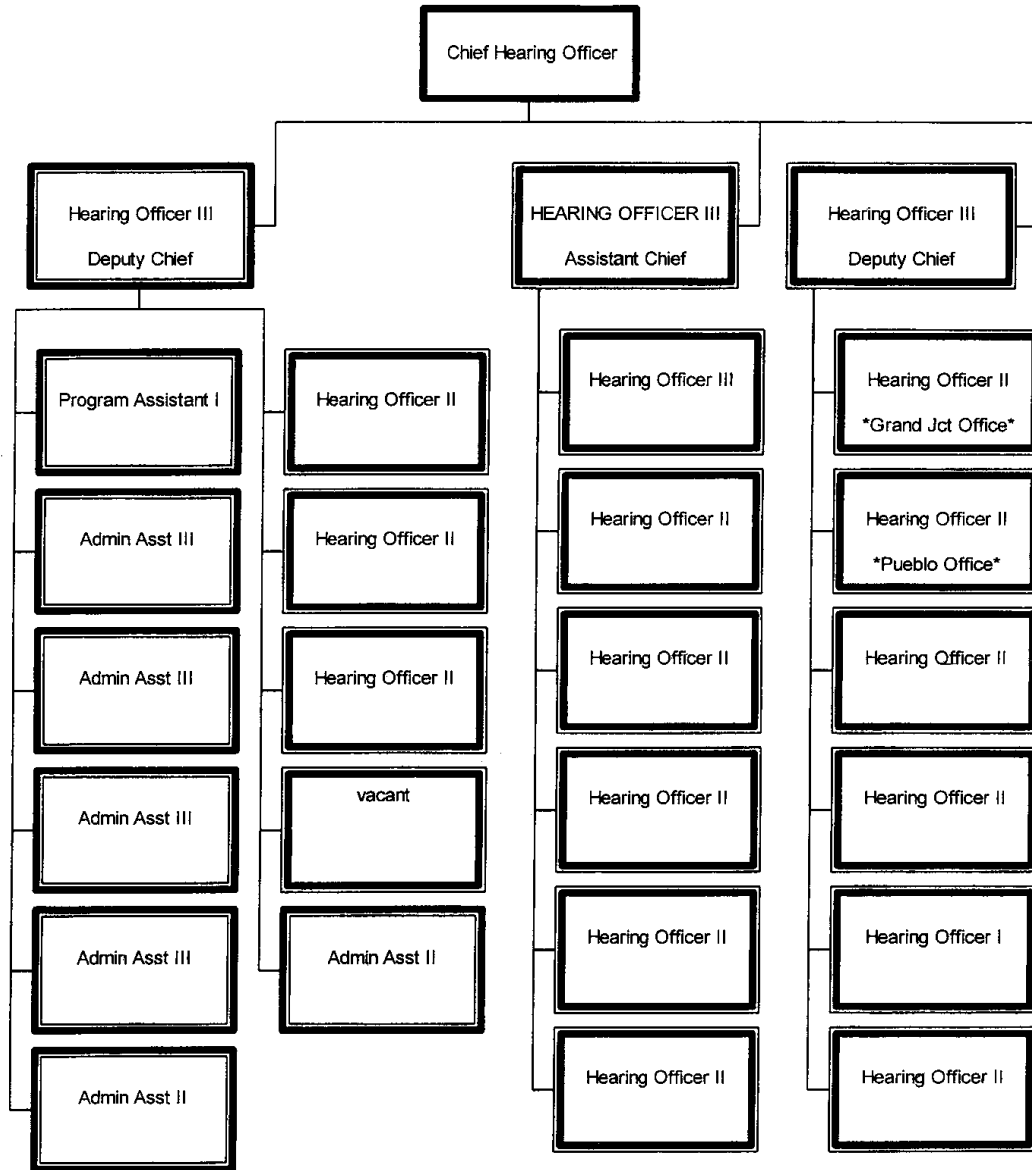 Chief Hearing Officer
Hearing Officer III
Deputy Chief
HEARING OFFICER III
Assistant Chief
Hearing Officer III
Deputy Chief
Program Assistant I
Admin Asst III
Admin Asst III
Admin Asst III
Admin Asst III
Admin Asst II
Hearing Officer II
Hearing Officer II
Hearing Officer II
vacant
Admin Asst II
Hearing Officer III
Hearing Officer II
Hearing Officer II
Hearing Officer II
Hearing Officer II
Hearing Officer II
Hearing Officer II
*Grand Jct Office*
Hearing Officer II
*Pueblo Office*
Hearing Officer II
Hearing Officer II
Hearing Officer I
Hearing Officer II